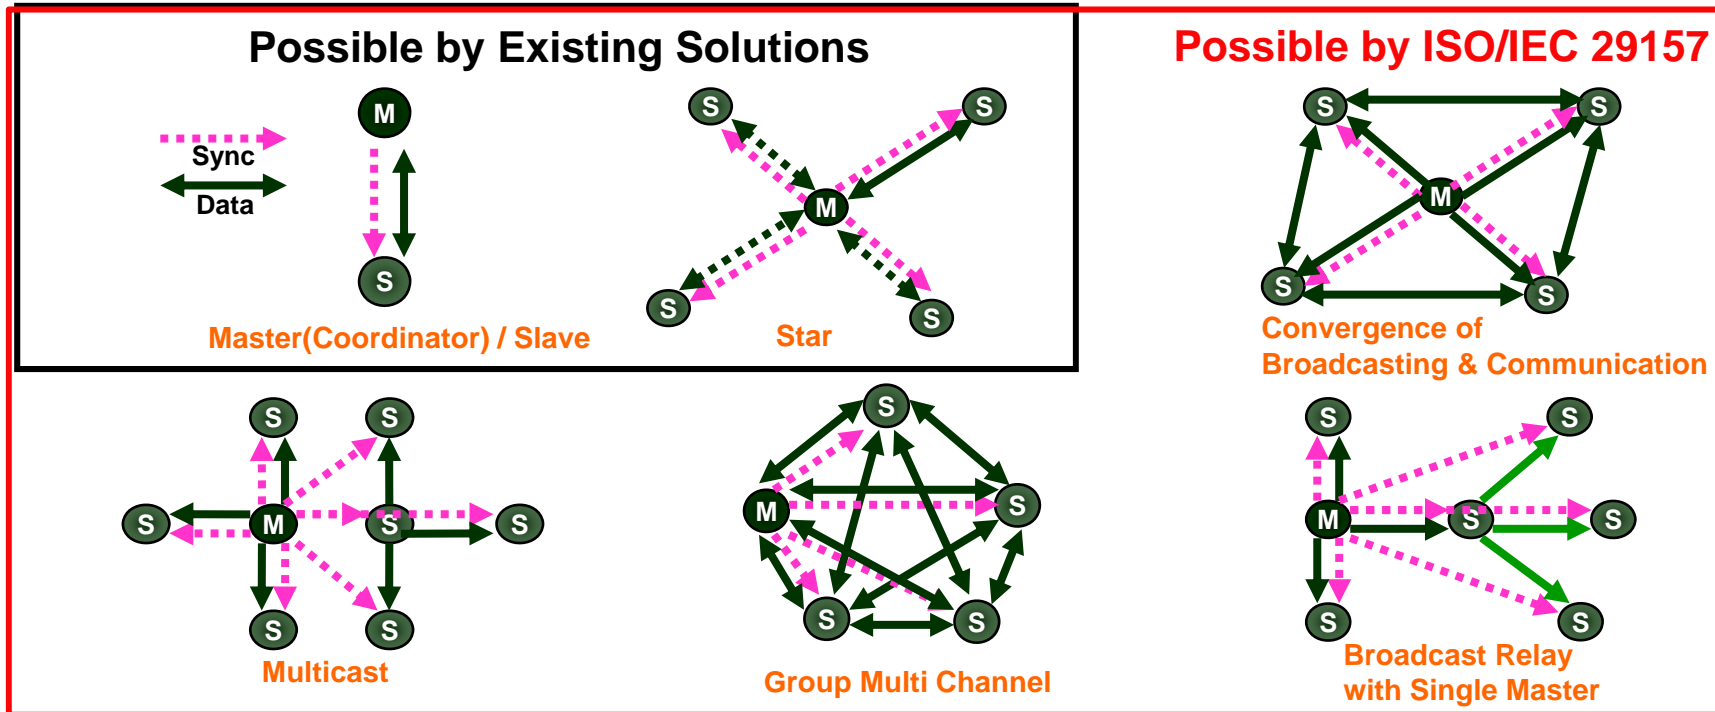 Possible by Existing Solutions
Possible by ISO/IEC 29157
Sync
Data
M
S
Master(Coordinator) / Slave
S
S
M
S
S
Star
S
S
M
S
S
Convergence of
Broadcasting & Communication
S
S
S
M
S
S
S
S
Multicast
S
M
S
S
S
Group Multi Channel
S
S
M
S
S
S
S
Broadcast Relay
with Single Master